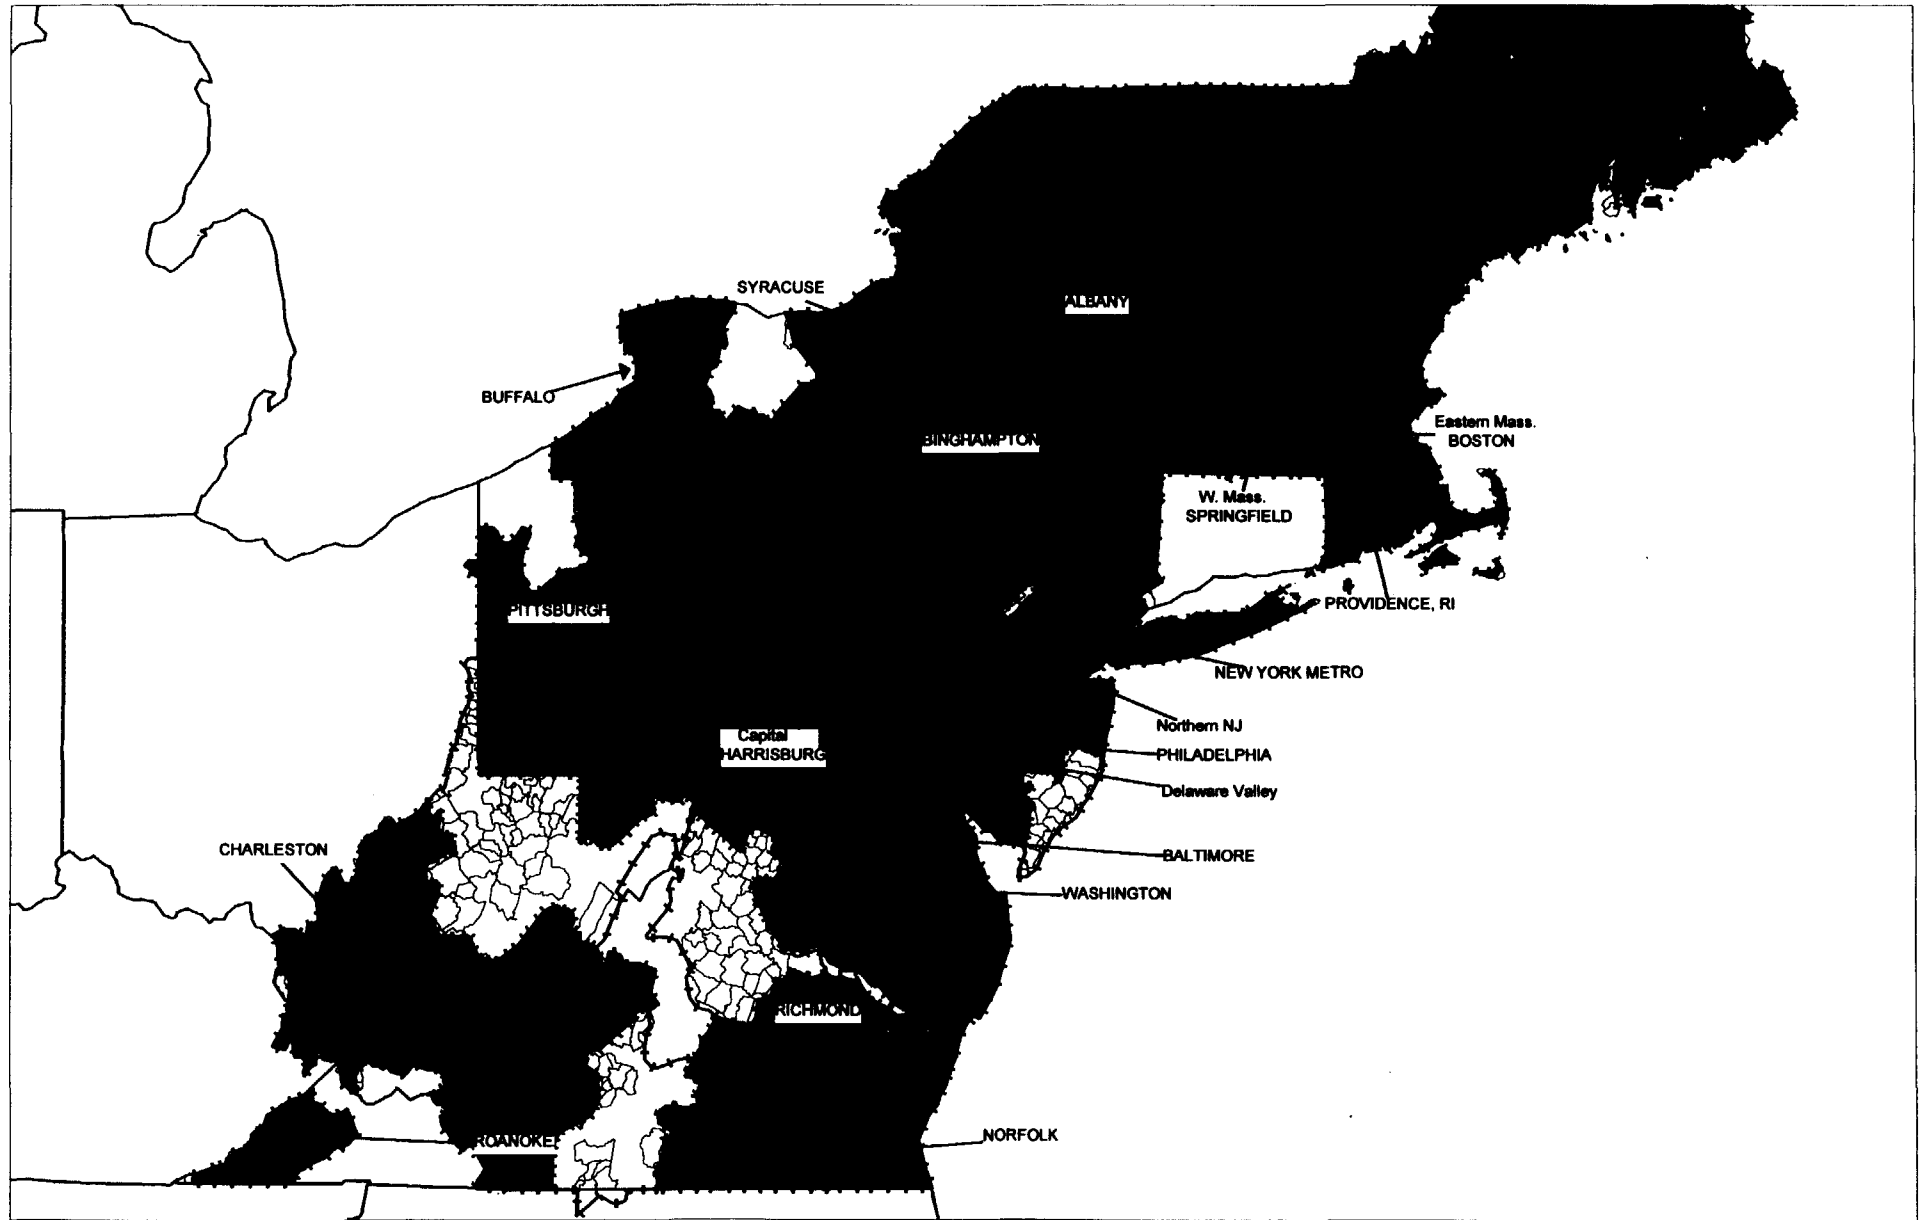 SYRACUSE
ALBANY
BUFFALO
BINGHAMPTON
Eastern Mass.
BOSTON
W. Mass.
SPRINGFIELD
PITTSBURGH
PROVIDENCE, RI
NEW YORK METRO
Northern NJ
Capital
HARRISBURG
PHILADELPHIA
Delaware Valley
CHARLESTON
BALTIMORE
WASHINGTON
RICHMOND
ROANOKE
NORFOLK